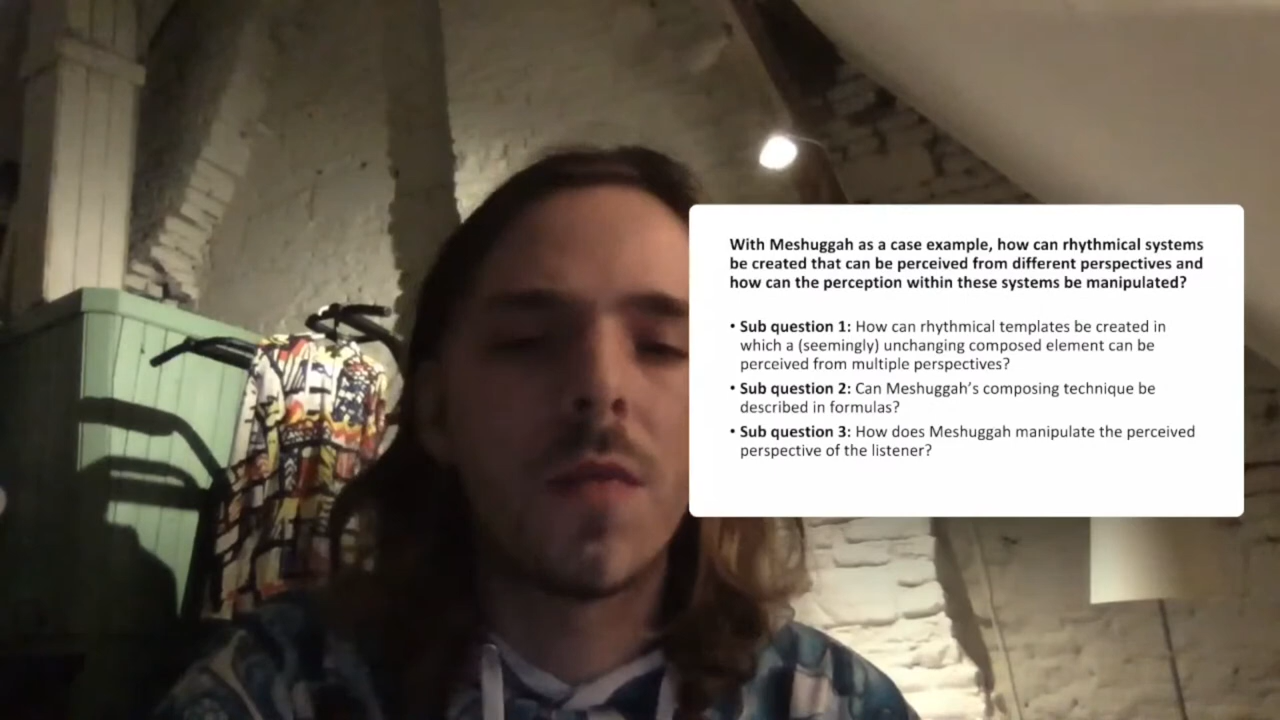 With Meshuggah as a case example, how can rhythmical systems
be created that can be perceived from different perspectives and
how can the perception within these systems be manipulated?
• Sub question 1: How can rhythmical templates be created in
which a (seemingly) unchanging composed element can be
perceived from multiple perspectives?
• Sub question 2: Can Meshuggah's composing technique be
described in formulas?
• Sub question 3: How does Meshuggah manipulate the perceived
perspective of the listener?